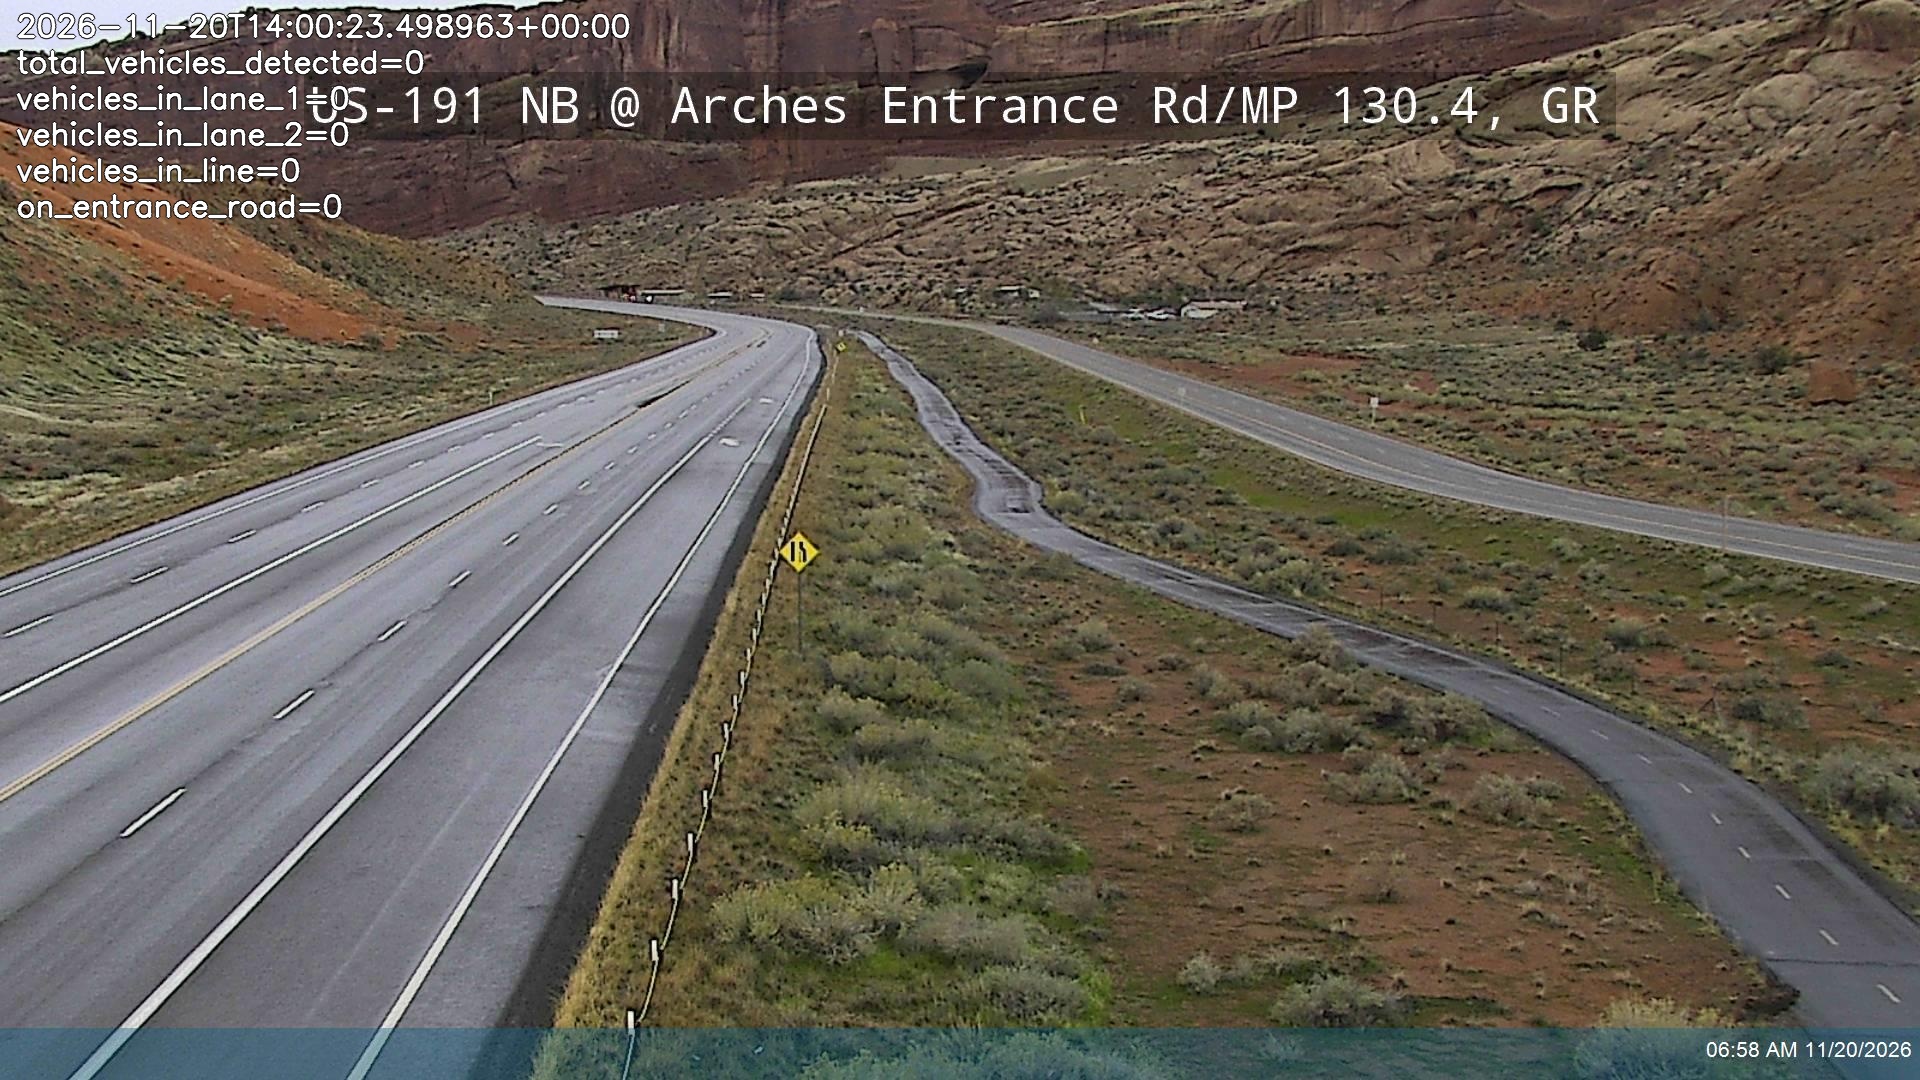 2026-11-20T14:00:23.498963+00:00
total_vehicles_detected=0
vehicles_in_lane_1=0
US-191 NB @ Arches Entrance Rd/MP 130.4, GR
vehicles_in_lane_2=0
vehicles_in_line=0
on_entrance_road=0
06:58 AM 11/20/2026